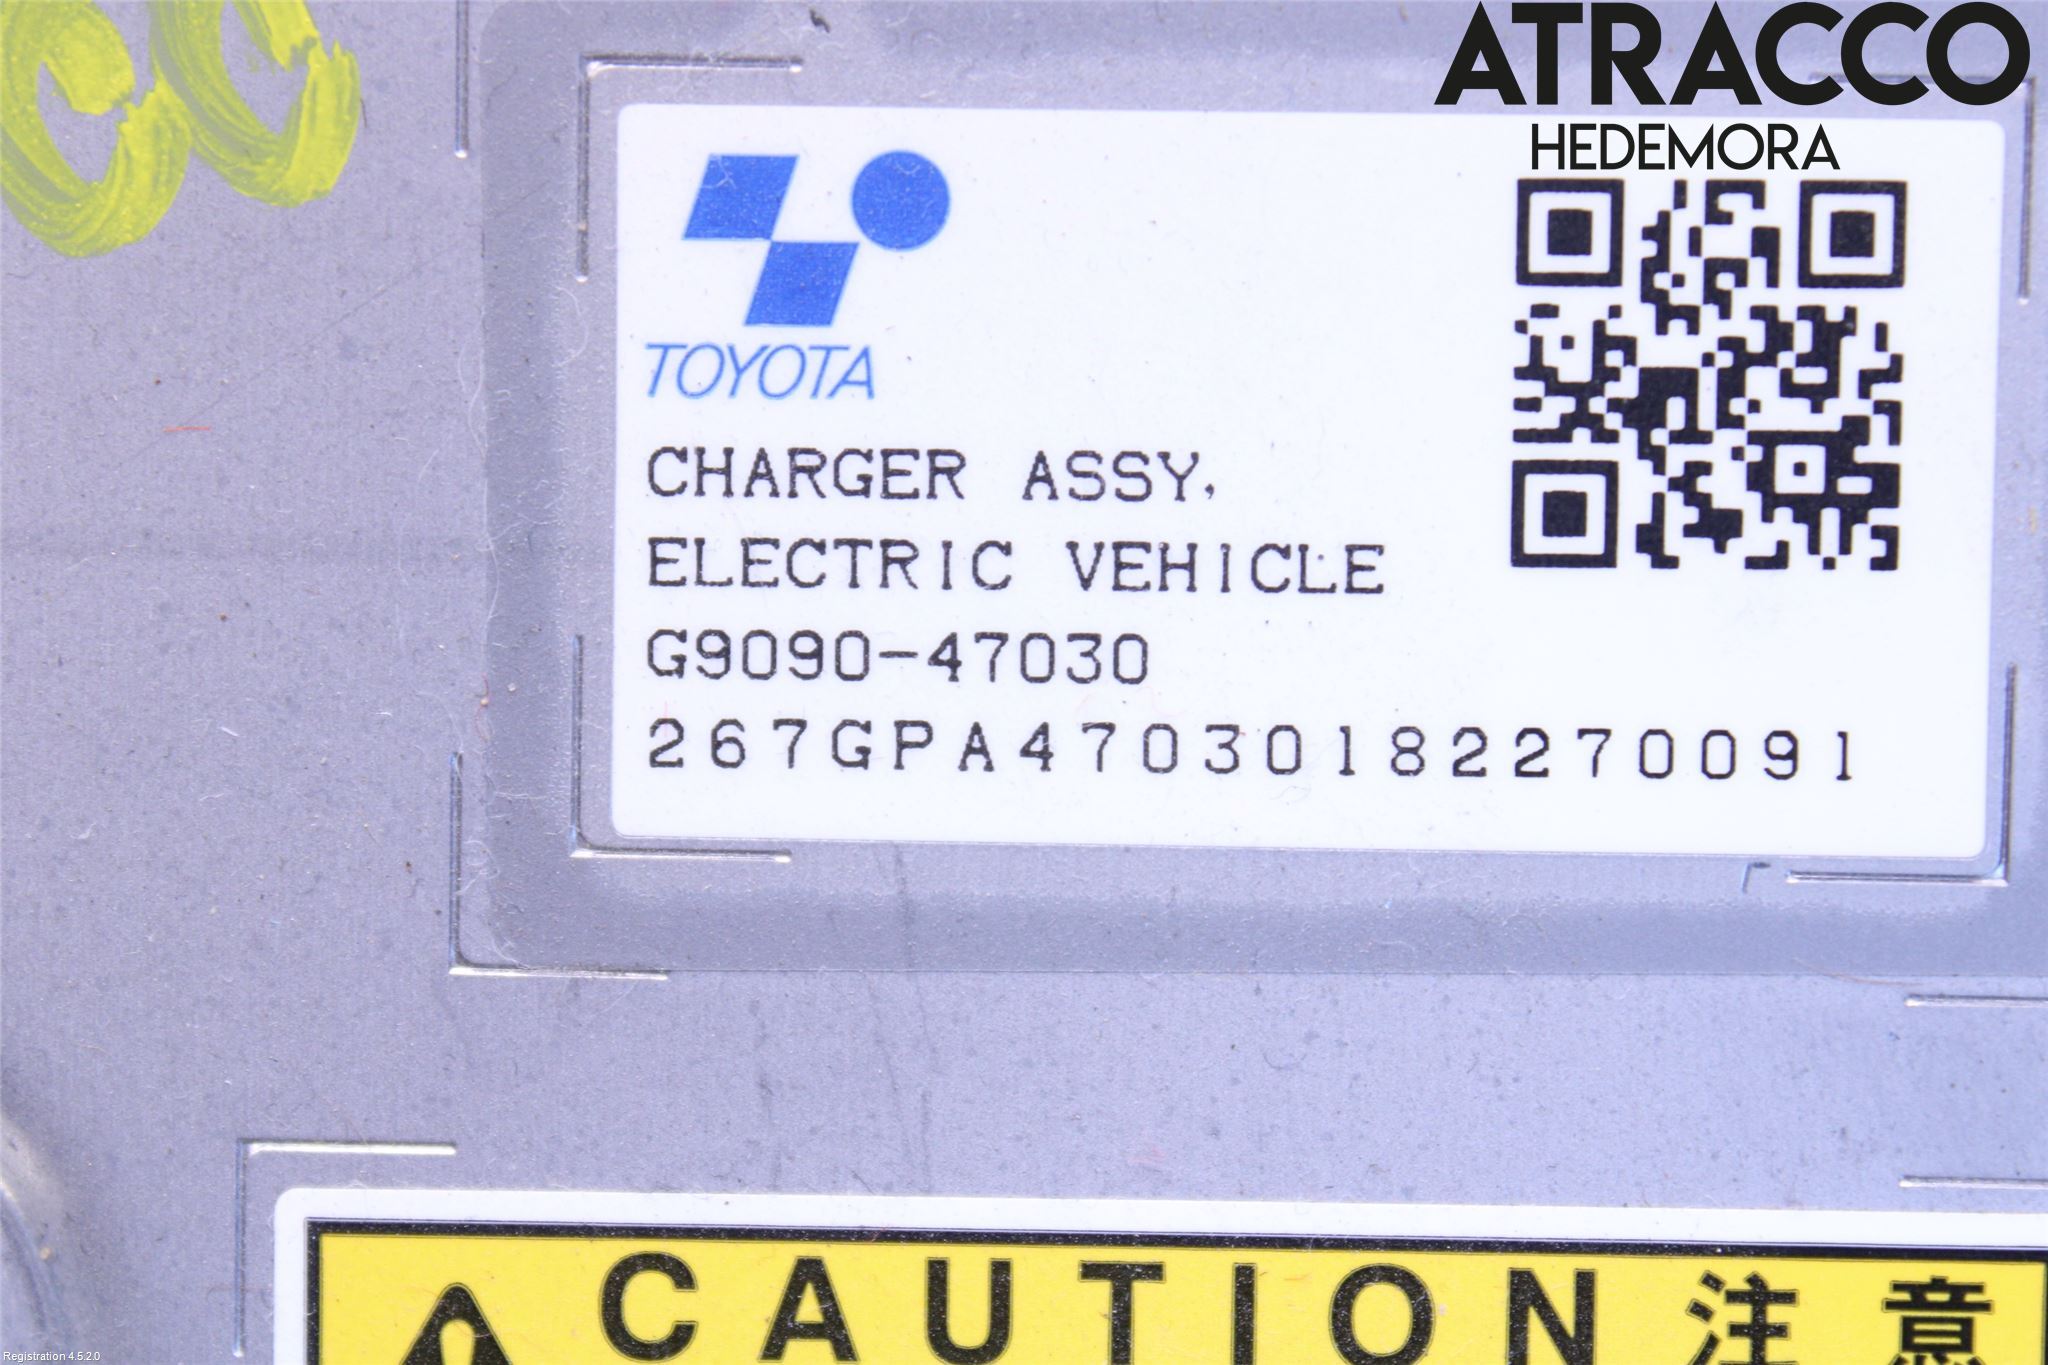 ATRACCO
HEDEMORA
TOYOTA
CHARGER ASSY,
ELECTRIC VEHICLE
G9090-47030
267GPA47030182270091
CAUTION 注意
Registration 4.5.2.0